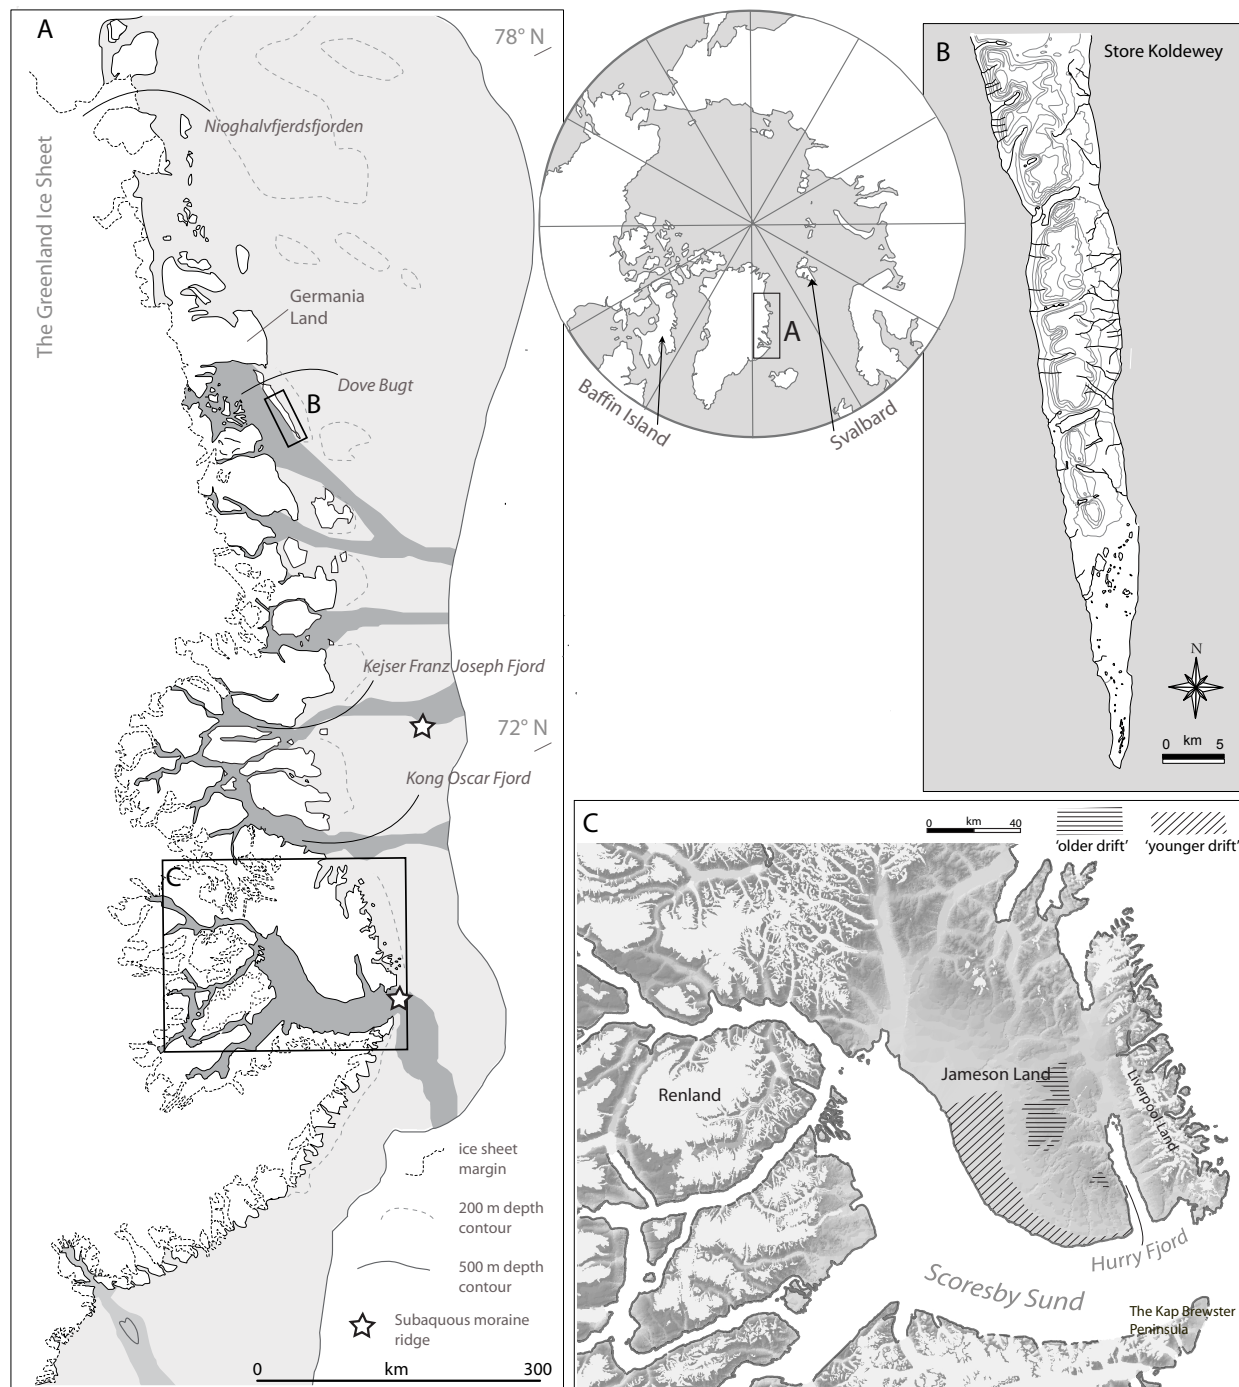 A
78° N
Nioghalvfjerdsfjorden
The Greenland Ice Sheet
Germania
Land
Dove Bugt
B
Kejser Franz Joseph Fjord
72° N
Kong Oscar Fjord
C
ice sheet
margin
200 m depth
contour
500 m depth
contour
Subaquous moraine
ridge
0 km 300
A
Baffin Island
Svalbard
B
Store Koldewey
N
0 km 5
C
0 km 40
'older drift'
'younger drift'
Renland
Jameson Land
Liverpool Land
Hurry Fjord
Scoresby Sund
The Kap Brewster
Peninsula